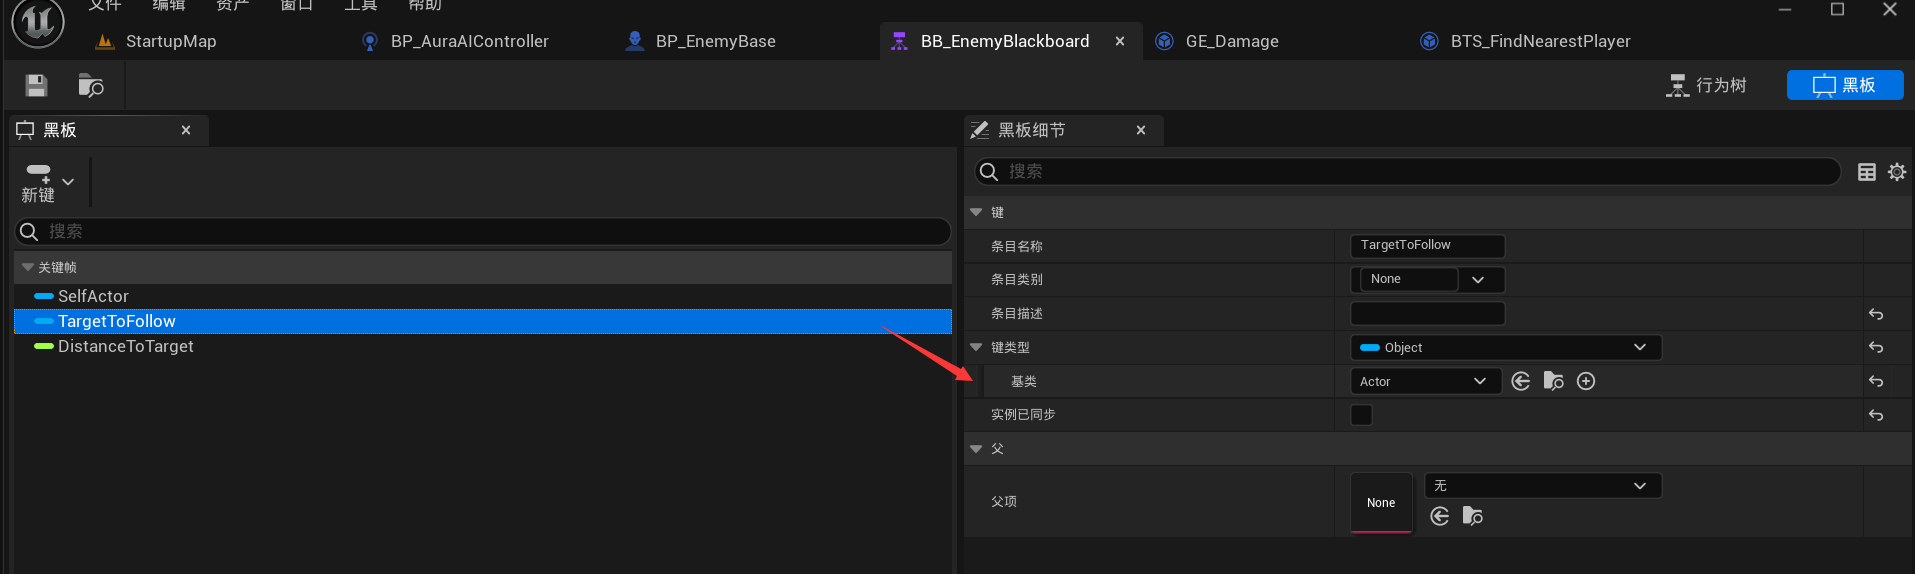 文件 编辑 资产 窗口 工具 帮助
StartupMap BP_AuraAIController BP_EnemyBase BB_EnemyBlackboard GE_Damage BTS_FindNearestPlayer
行为树 黑板
黑板
新键
搜索
关键帧
SelfActor
TargetToFollow
DistanceToTarget
黑板细节
搜索
键
条目名称 TargetToFollow
条目类别 None
条目描述
键类型 Object
基类 Actor
实例已同步
父
父项 None 无